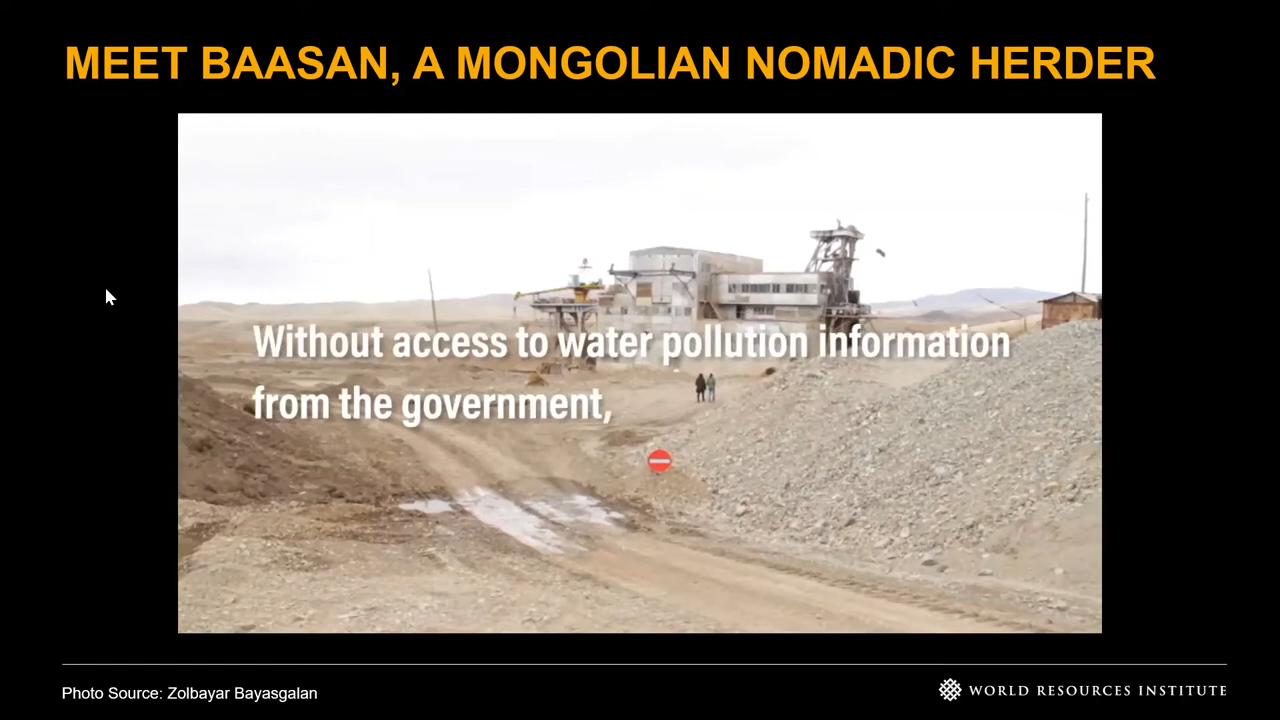 MEET BAASAN, A MONGOLIAN NOMADIC HERDER
Without access to water pollution information
from the government,
Photo Source: Zolbayar Bayasgalan
WORLD RESOURCES INSTITUTE